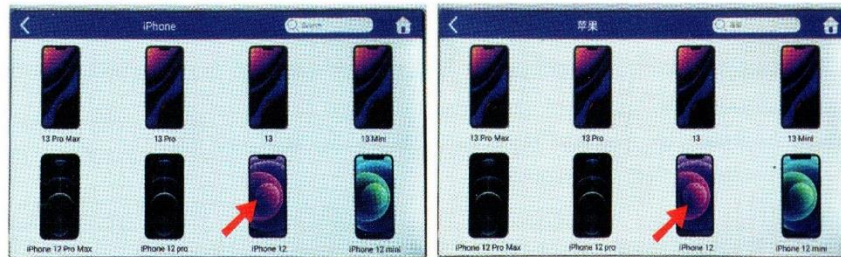 iPhone
Search
13 Pro Max
13 Pro
13
13 Mini
iPhone 12 Pro Max
iPhone 12 pro
iPhone 12
iPhone 12 mini
苹果
13 Pro Max
13 Pro
13
13 Mini
iPhone 12 Pro Max
iPhone 12 pro
iPhone 12
iPhone 12 mini